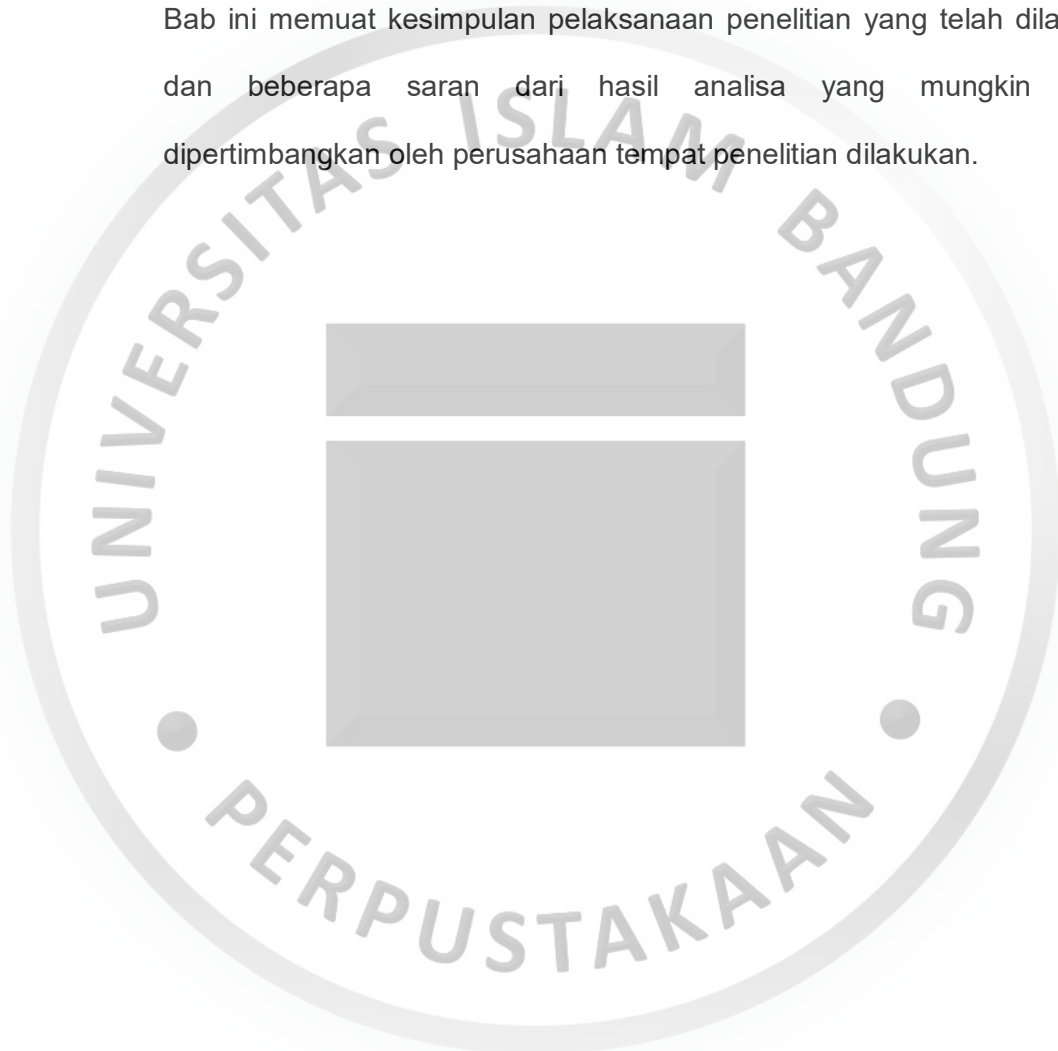 Bab ini memuat kesimpulan pelaksanaan penelitian yang telah
dan beberapa saran dari hasil analisa yang mungkin
dipertimbangkan oleh perusahaan tempat penelitian dilakukan.
UNIVERSITAS ISLAM BANDUNG
PERPUSTAKAAN